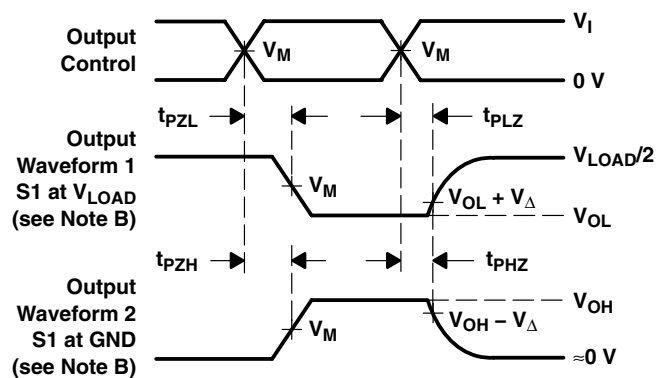 Output
Control
V_I
V_M
V_M
0 V
t_PZL
t_PLZ
Output
Waveform 1
S1 at V_LOAD
(see Note B)
V_LOAD/2
V_M
V_OL + V_Δ
V_OL
t_PZH
t_PHZ
Output
Waveform 2
S1 at GND
(see Note B)
V_OH
V_M
V_OH – V_Δ
≈0 V